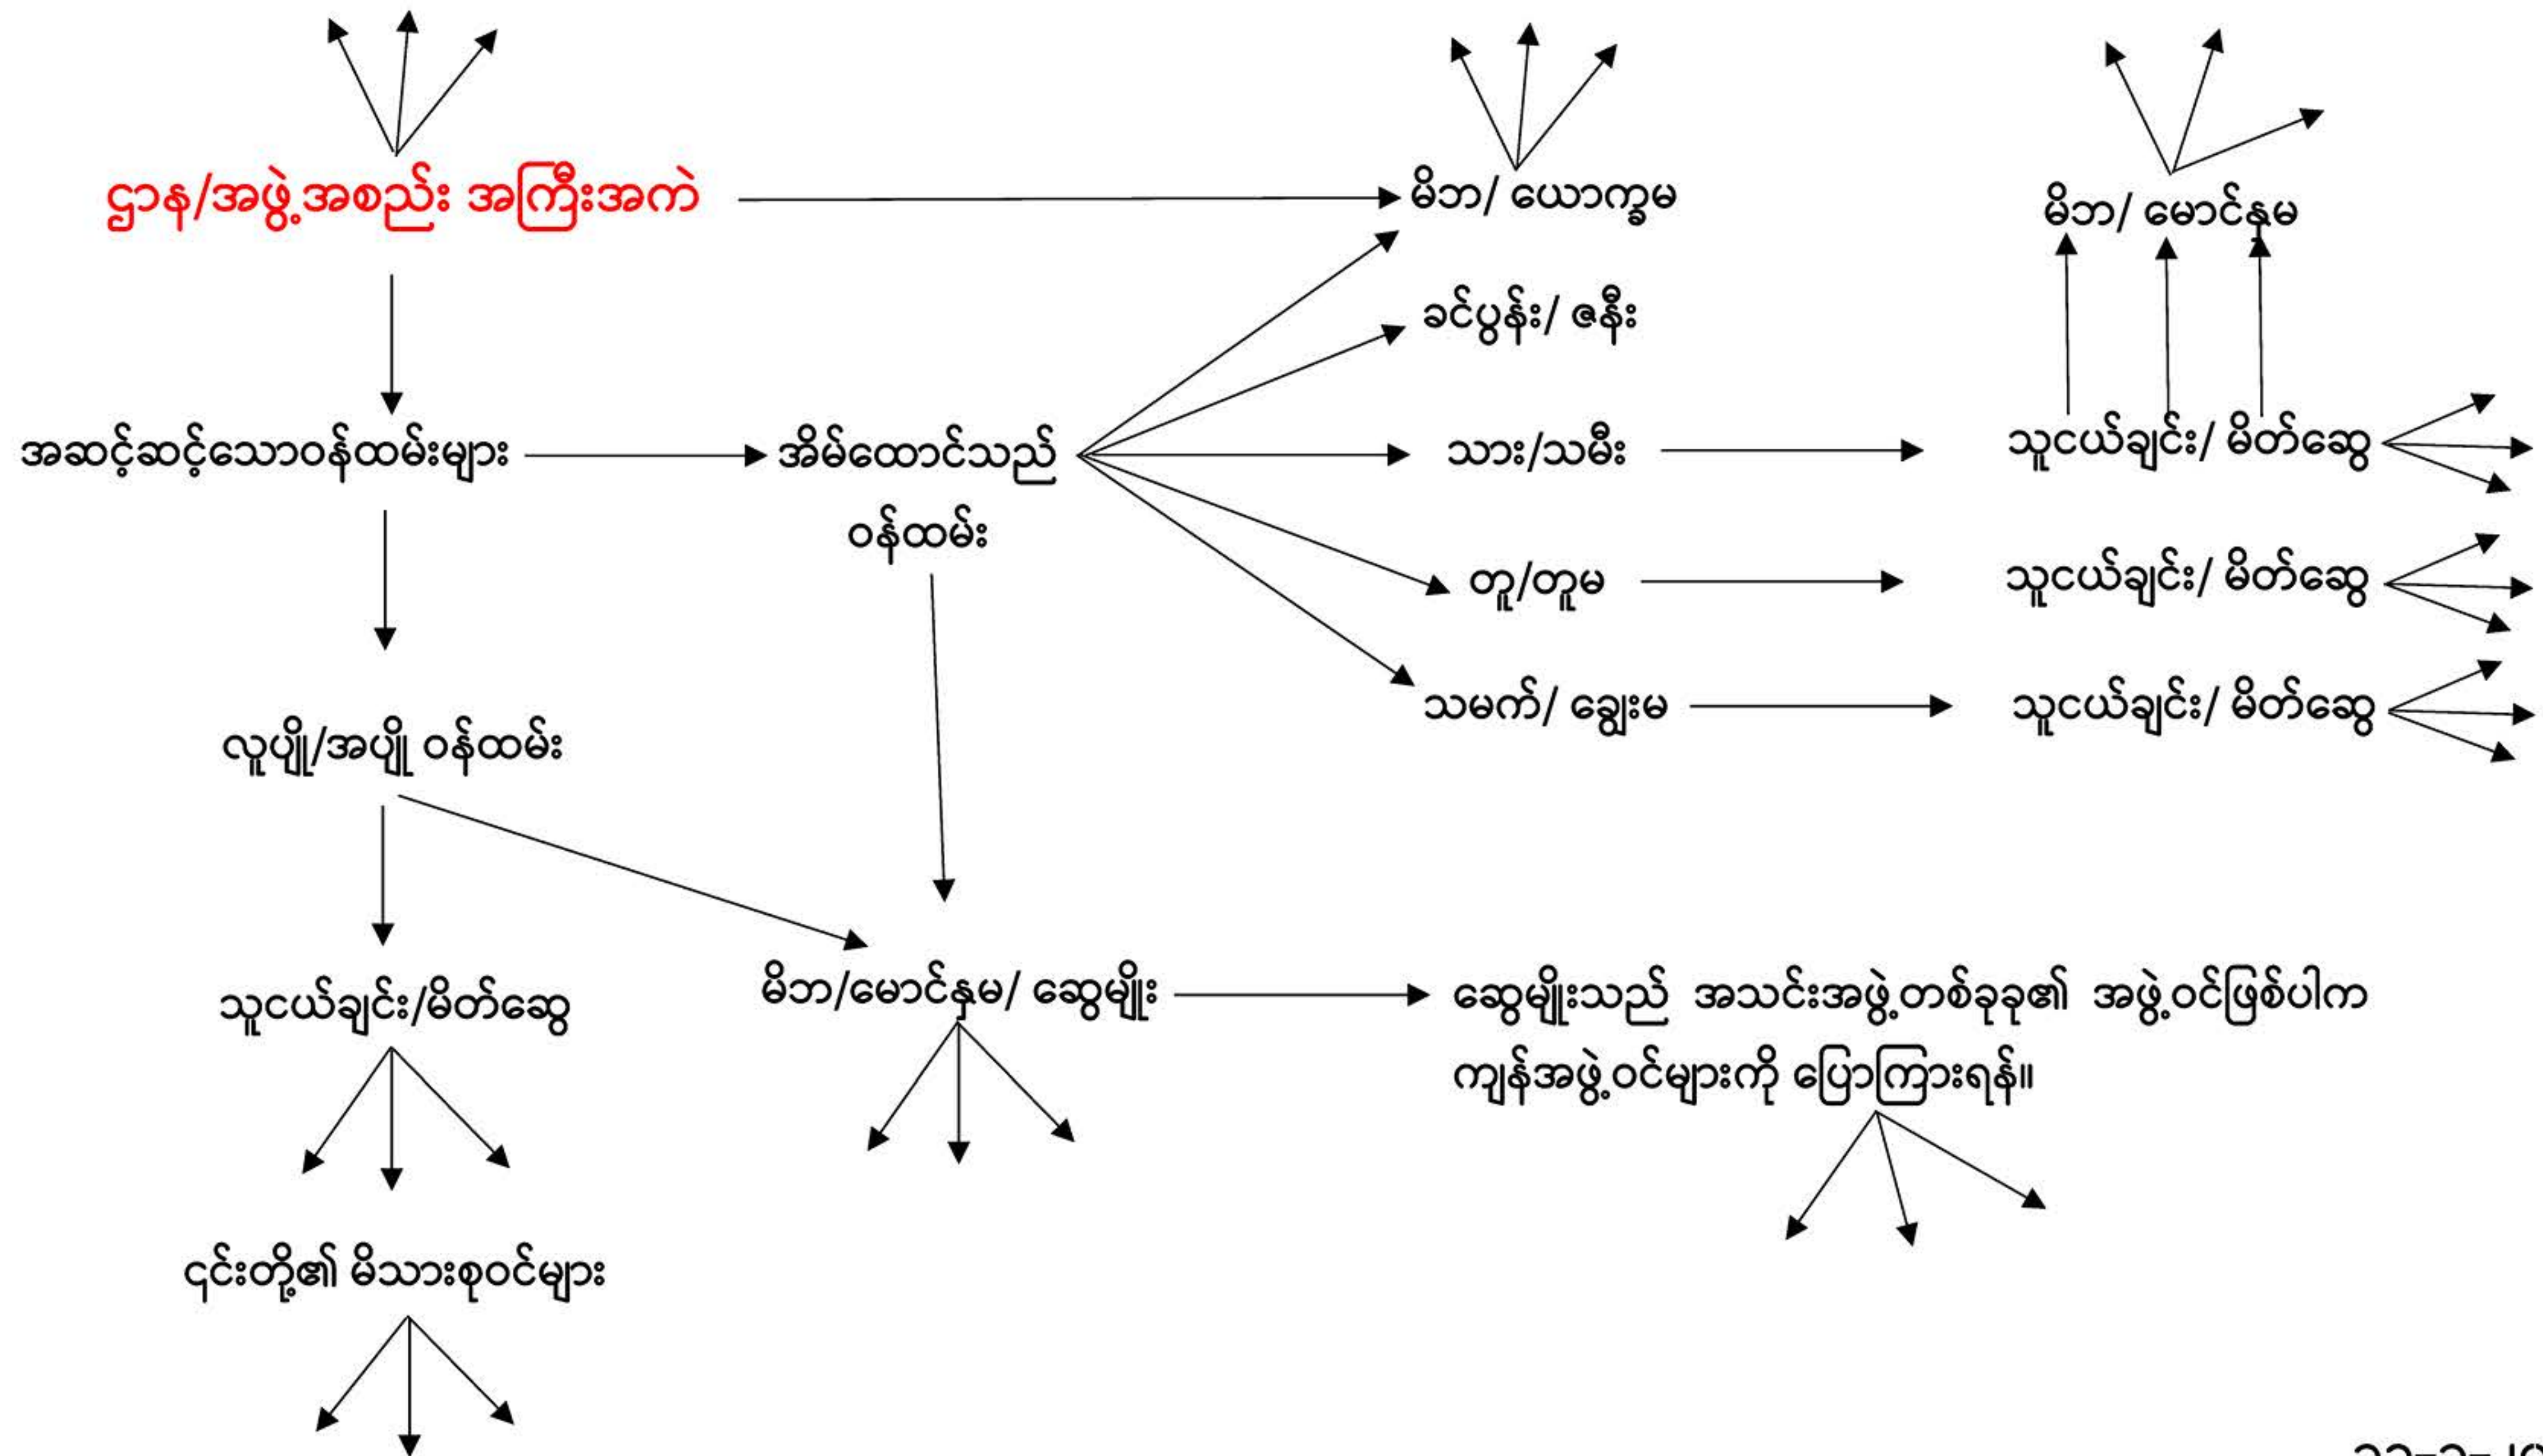 ဌာန/အဖွဲ့အစည်း အကြီးအကဲ
မိဘ/ ယောက္ခမ
မိဘ/ မောင်နှမ
ခင်ပွန်း/ ဇနီး
အဆင့်ဆင့်သောဝန်ထမ်းများ
အိမ်ထောင်သည်
ဝန်ထမ်း
သား/သမီး
သူငယ်ချင်း/ မိတ်ဆွေ
တူ/တူမ
သူငယ်ချင်း/ မိတ်ဆွေ
သမက်/ ချွေးမ
သူငယ်ချင်း/ မိတ်ဆွေ
လူပျို/အပျို ဝန်ထမ်း
သူငယ်ချင်း/မိတ်ဆွေ
မိဘ/မောင်နှမ/ ဆွေမျိုး
ဆွေမျိုးသည် အသင်းအဖွဲ့တစ်ခုခု၏ အဖွဲ့ဝင်ဖြစ်ပါက
ကျန်အဖွဲ့ဝင်များကို ပြောကြားရန်။
၎င်းတို့၏ မိသားစုဝင်များ